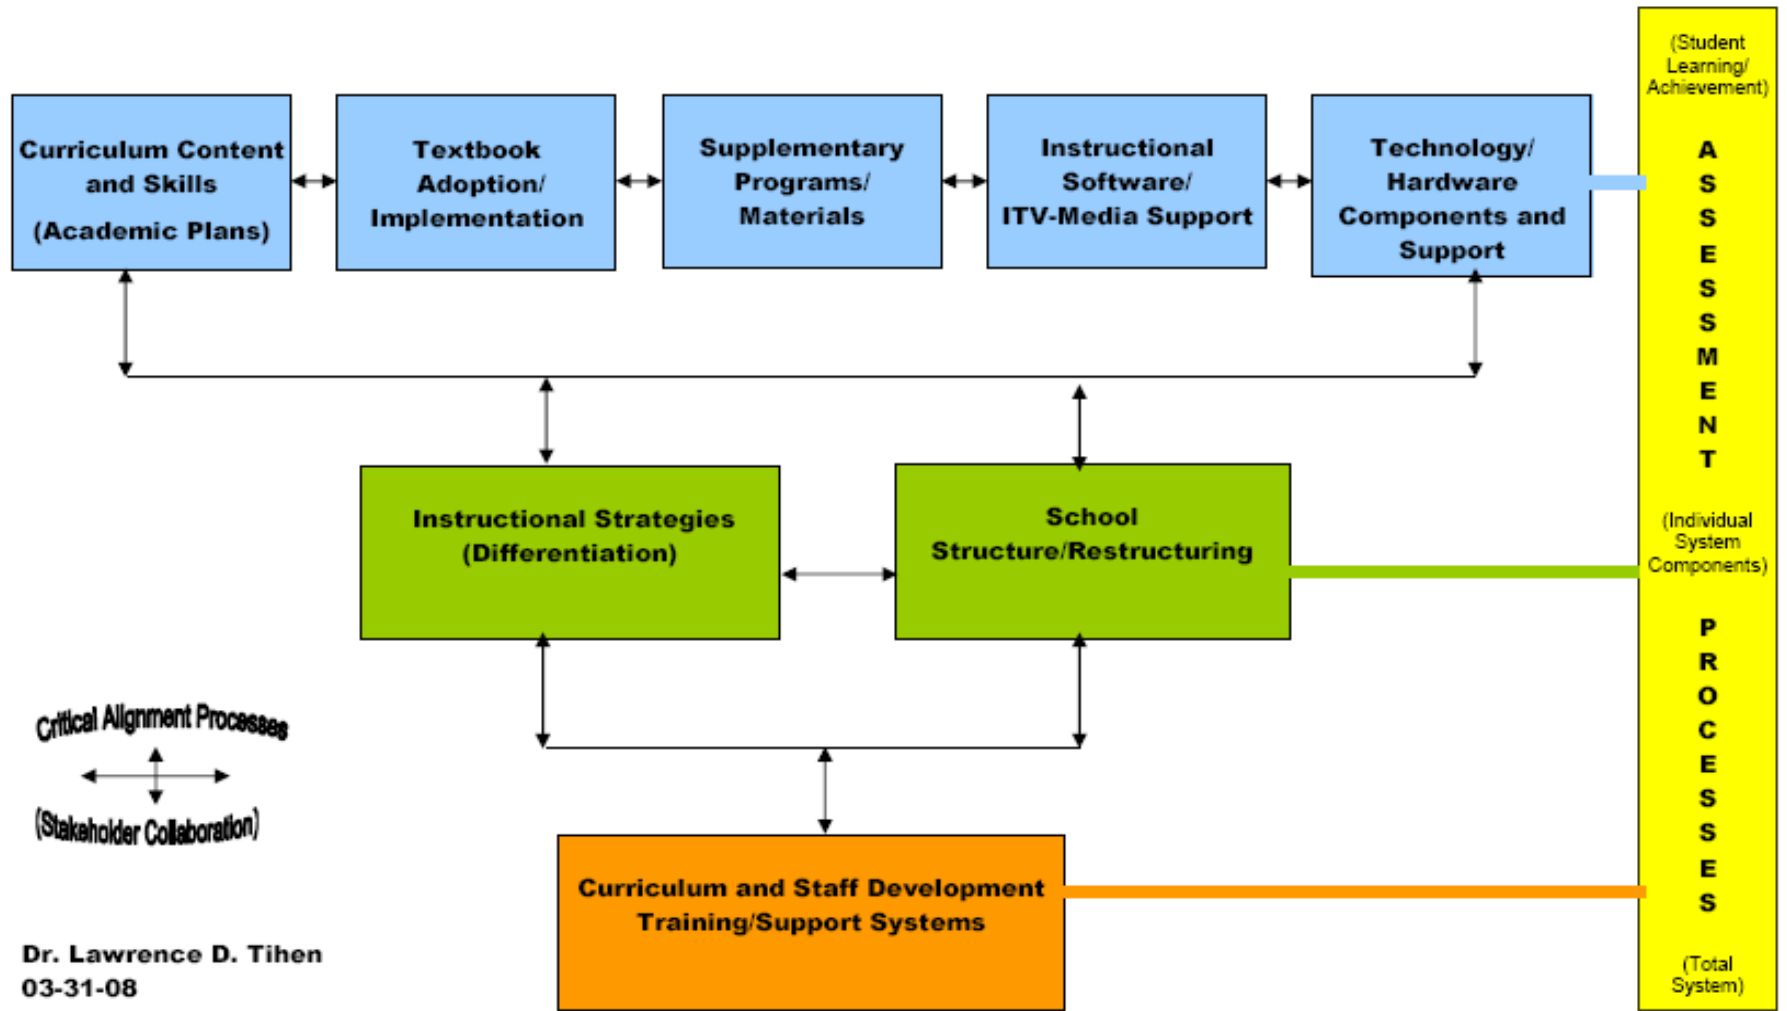 Curriculum Content
and Skills
(Academic Plans)
Textbook
Adoption/
Implementation
Supplementary
Programs/
Materials
Instructional
Software/
ITV-Media Support
Technology/
Hardware
Components and
Support
Instructional Strategies
(Differentiation)
School
Structure/Restructuring
Critical Alignment Processes
(Stakeholder Collaboration)
Curriculum and Staff Development
Training/Support Systems
Dr. Lawrence D. Tihen
03-31-08
(Student
Learning/
Achievement)
A
S
S
E
S
S
M
E
N
T
(Individual
System
Components)
P
R
O
C
E
S
S
E
S
(Total
System)